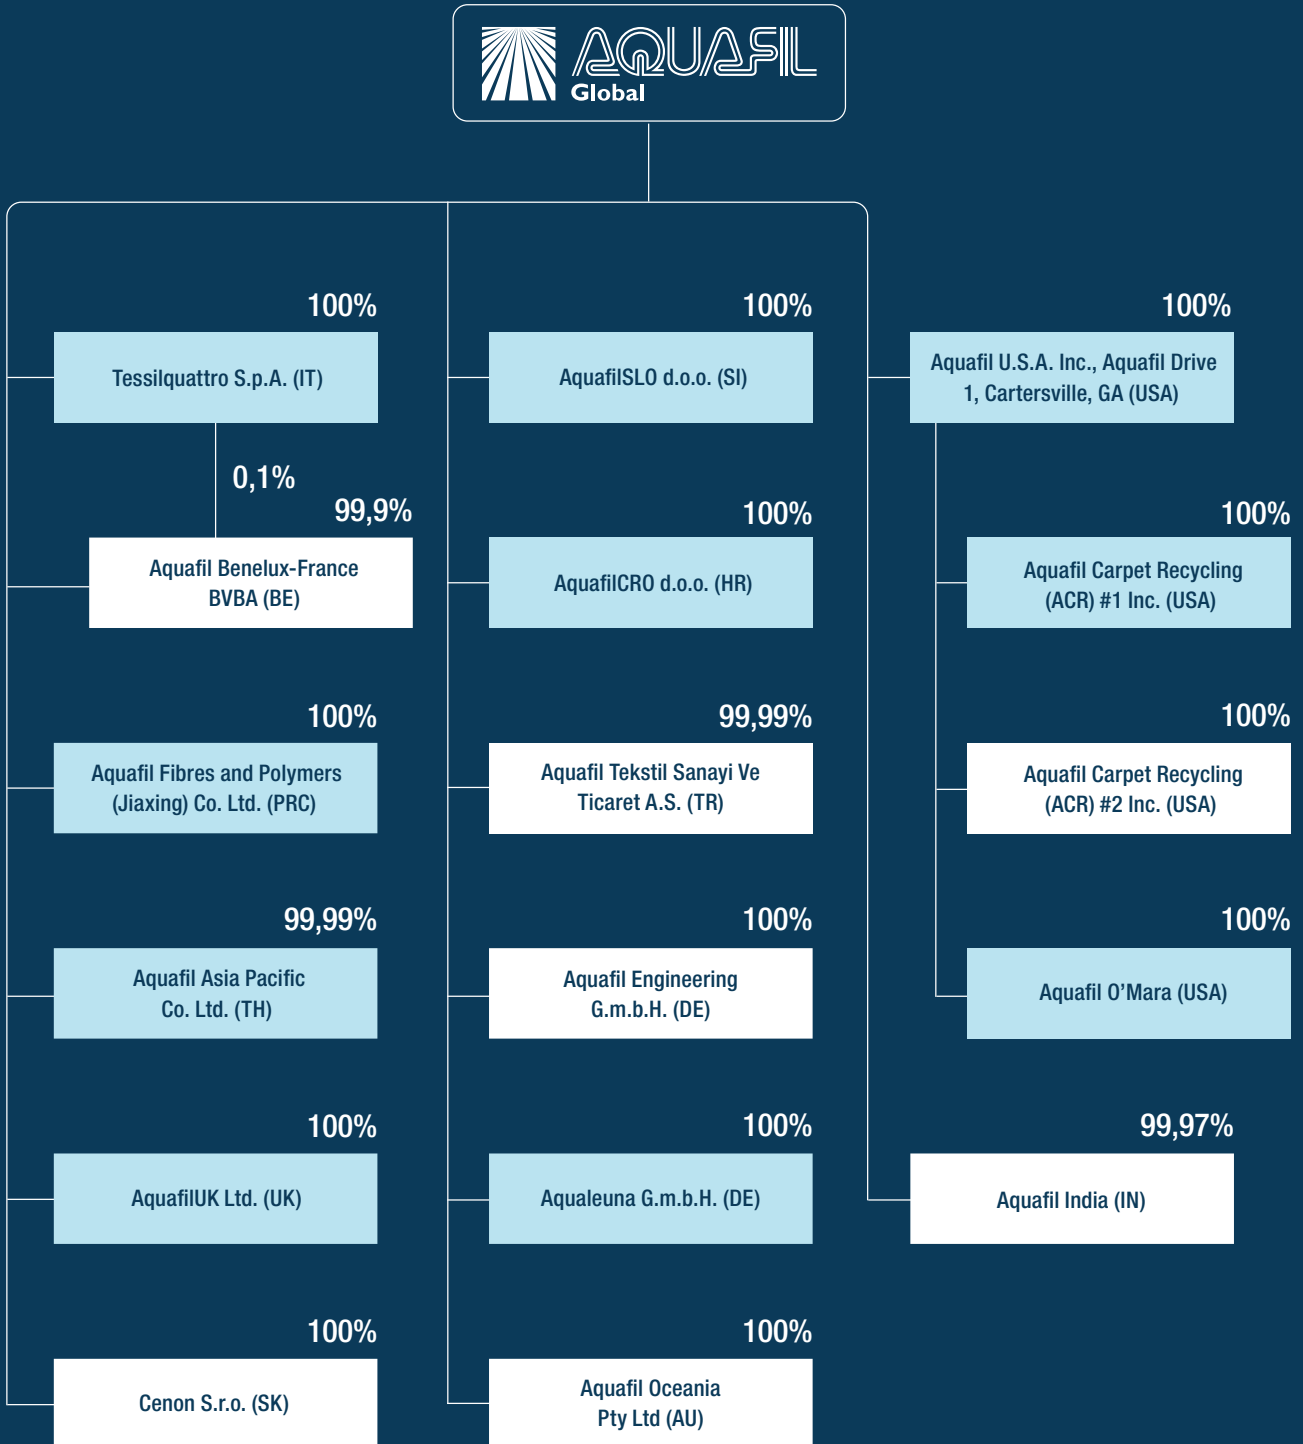 AQUAFIL
Global
100%
Tessilquattro S.p.A. (IT)
0,1%
99,9%
Aquafil Benelux-France
BVBA (BE)
100%
Aquafil Fibres and Polymers
(Jiaxing) Co. Ltd. (PRC)
99,99%
Aquafil Asia Pacific
Co. Ltd. (TH)
100%
AquafilUK Ltd. (UK)
100%
Cenon S.r.o. (SK)
100%
AquafilSLO d.o.o. (SI)
100%
AquafilCRO d.o.o. (HR)
99,99%
Aquafil Tekstil Sanayi Ve
Ticaret A.S. (TR)
100%
Aquafil Engineering
G.m.b.H. (DE)
100%
Aqualeuna G.m.b.H. (DE)
100%
Aquafil Oceania
Pty Ltd (AU)
100%
Aquafil U.S.A. Inc., Aquafil Drive
1, Cartersville, GA (USA)
100%
Aquafil Carpet Recycling
(ACR) #1 Inc. (USA)
100%
Aquafil Carpet Recycling
(ACR) #2 Inc. (USA)
100%
Aquafil O’Mara (USA)
99,97%
Aquafil India (IN)